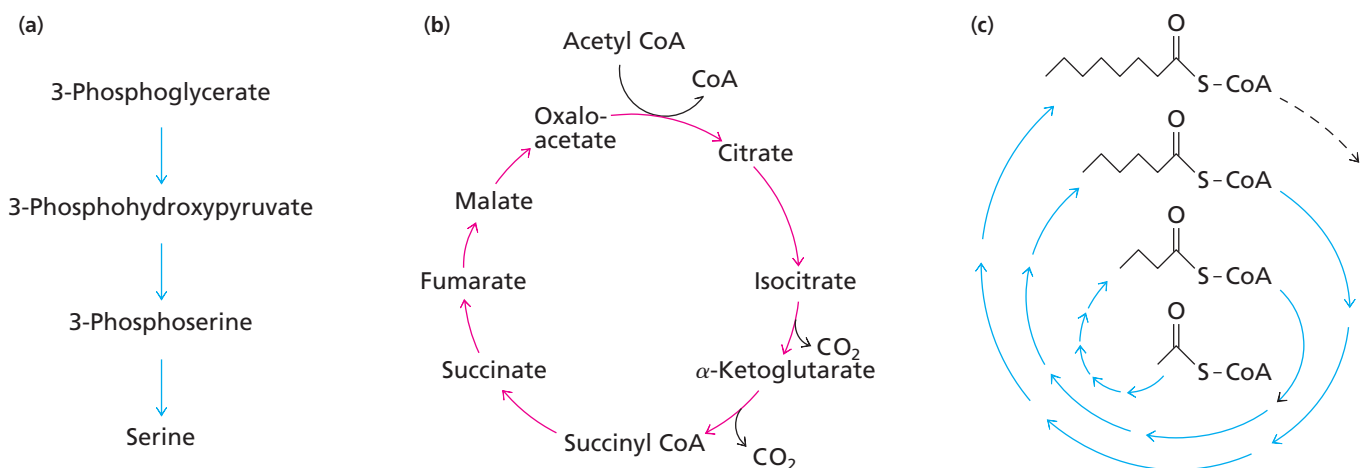 (a)
3-Phosphoglycerate
3-Phosphohydroxypyruvate
3-Phosphoserine
Serine
(b)
Acetyl CoA
CoA
Oxalo-
acetate
Citrate
Malate
Isocitrate
Fumarate
CO₂
α-Ketoglutarate
Succinate
Succinyl CoA
CO₂
(c)
O
S-CoA
O
S-CoA
O
S-CoA
O
S-CoA